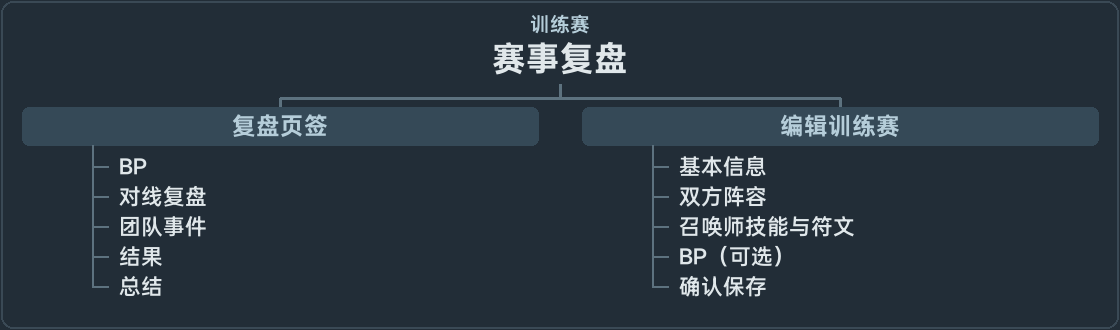 训练赛
赛事复盘
复盘页签
BP
对线复盘
团队事件
结果
总结
编辑训练赛
基本信息
双方阵容
召唤师技能与符文
BP（可选）
确认保存